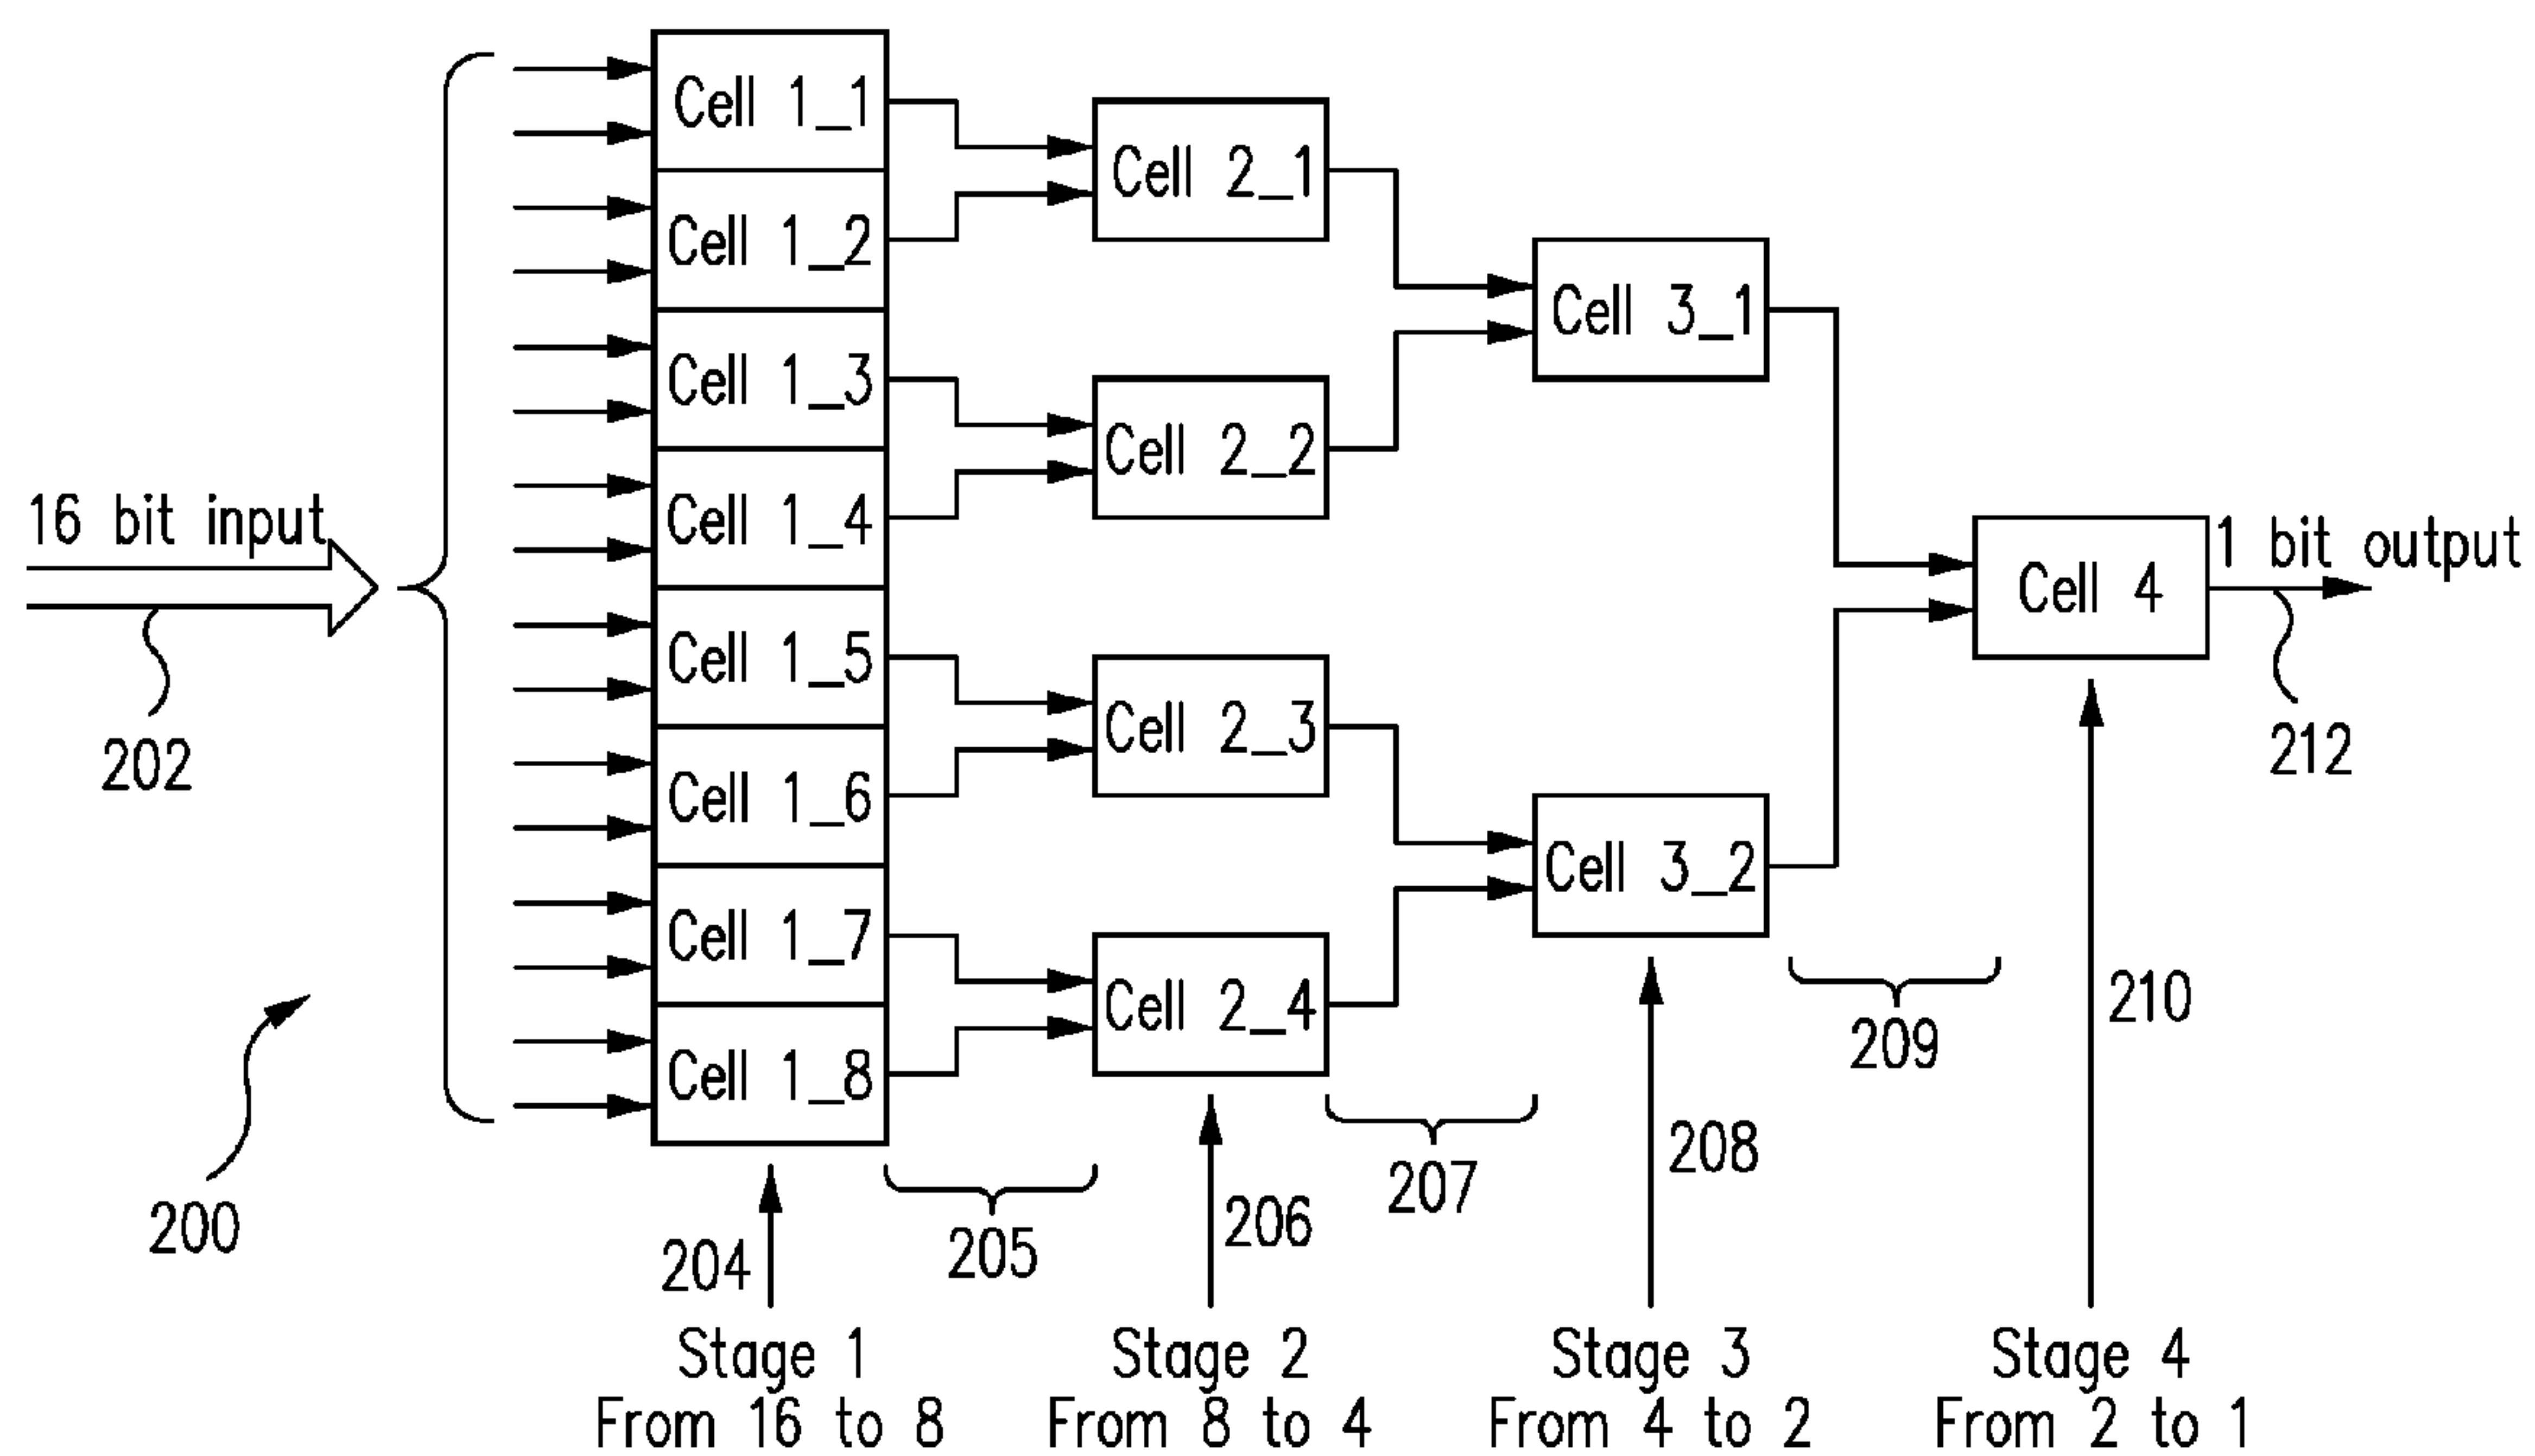 16 bit input
202
200
Cell 1_1
Cell 1_2
Cell 1_3
Cell 1_4
Cell 1_5
Cell 1_6
Cell 1_7
Cell 1_8
Cell 2_1
Cell 2_2
Cell 2_3
Cell 2_4
Cell 3_1
Cell 3_2
Cell 4
1 bit output
212
204
205
206
207
208
209
210
Stage 1
From 16 to 8
Stage 2
From 8 to 4
Stage 3
From 4 to 2
Stage 4
From 2 to 1